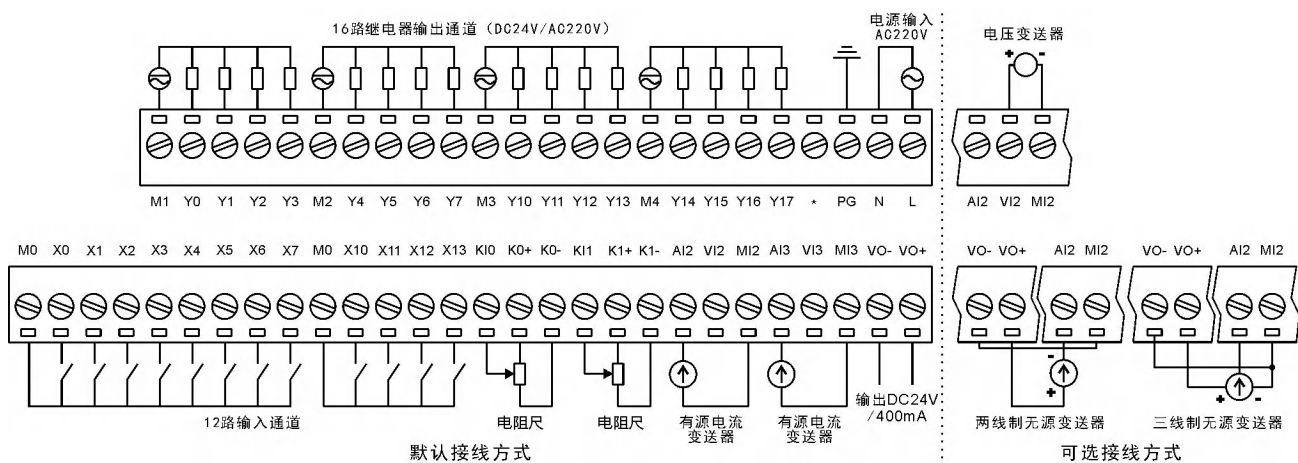 16路继电器输出通道（DC24V/AC220V）
电源输入
AC220V
电压变送器
+ -
M1 Y0 Y1 Y2 Y3 M2 Y4 Y5 Y6 Y7 M3 Y10 Y11 Y12 Y13 M4 Y14 Y15 Y16 Y17 * PG N L
AI2 VI2 MI2
M0 X0 X1 X2 X3 X4 X5 X6 X7 M0 X10 X11 X12 X13 KI0 K0+ K0- KI1 K1+ K1- AI2 VI2 MI2 AI3 VI3 MI3 VO- VO+
VO- VO+ AI2 MI2
VO- VO+ AI2 MI2
- +
+ -
12路输入通道
电阻尺
电阻尺
有源电流
变送器
有源电流
变送器
输出DC24V
/400mA
两线制无源变送器
三线制无源变送器
默认接线方式
可选接线方式